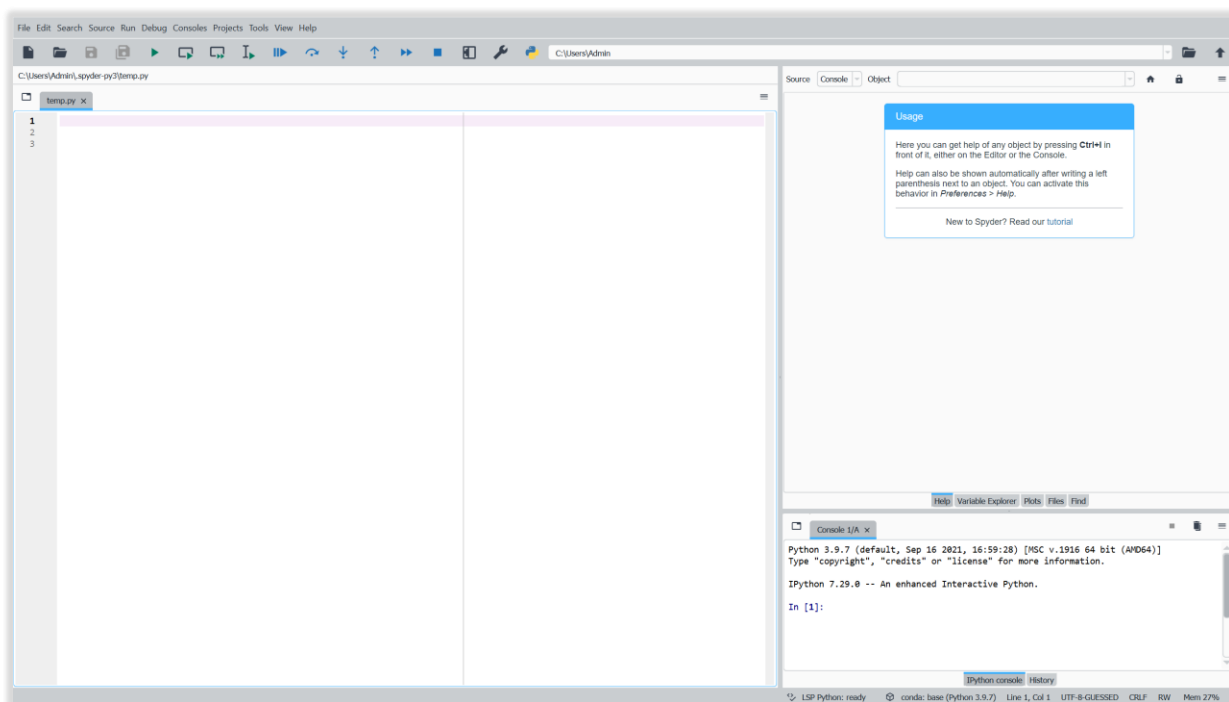 File Edit Search Source Run Debug Consoles Projects Tools View Help
C:\Users\Admin
C:\Users\Admin\.spyder-py3\temp.py
temp.py
1
2
3
Source Console Object
Usage
Here you can get help of any object by pressing Ctrl+I in
front of it, either on the Editor or the Console.
Help can also be shown automatically after writing a left
parenthesis next to an object. You can activate this
behavior in Preferences > Help.
New to Spyder? Read our tutorial
Help Variable Explorer Plots Files Find
Console 1/A
Python 3.9.7 (default, Sep 16 2021, 16:59:28) [MSC v.1916 64 bit (AMD64)]
Type "copyright", "credits" or "license" for more information.
IPython 7.29.0 -- An enhanced Interactive Python.
In [1]:
IPython console History
LSP Python: ready conda: base (Python 3.9.7) Line 1, Col 1 UTF-8-GUESSED CRLF RW Mem 27%